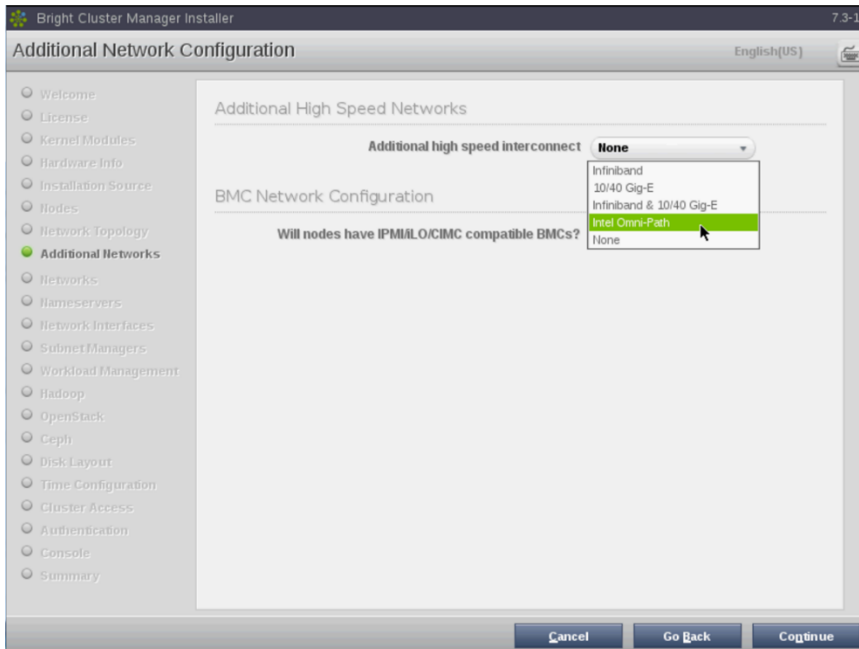 Bright Cluster Manager Installer
7.3-1
Additional Network Configuration
English(US)
Welcome
License
Kernel Modules
Hardware Info
Installation Source
Nodes
Network Topology
Additional Networks
Networks
Nameservers
Network Interfaces
Subnet Managers
Workload Management
Hadoop
OpenStack
Ceph
Disk Layout
Time Configuration
Cluster Access
Authentication
Console
Summary
Additional High Speed Networks
Additional high speed interconnect None
Infiniband
10/40 Gig-E
Infiniband & 10/40 Gig-E
Intel Omni-Path
None
BMC Network Configuration
Will nodes have IPMI/iLO/CIMC compatible BMCs?
Cancel Go Back Continue